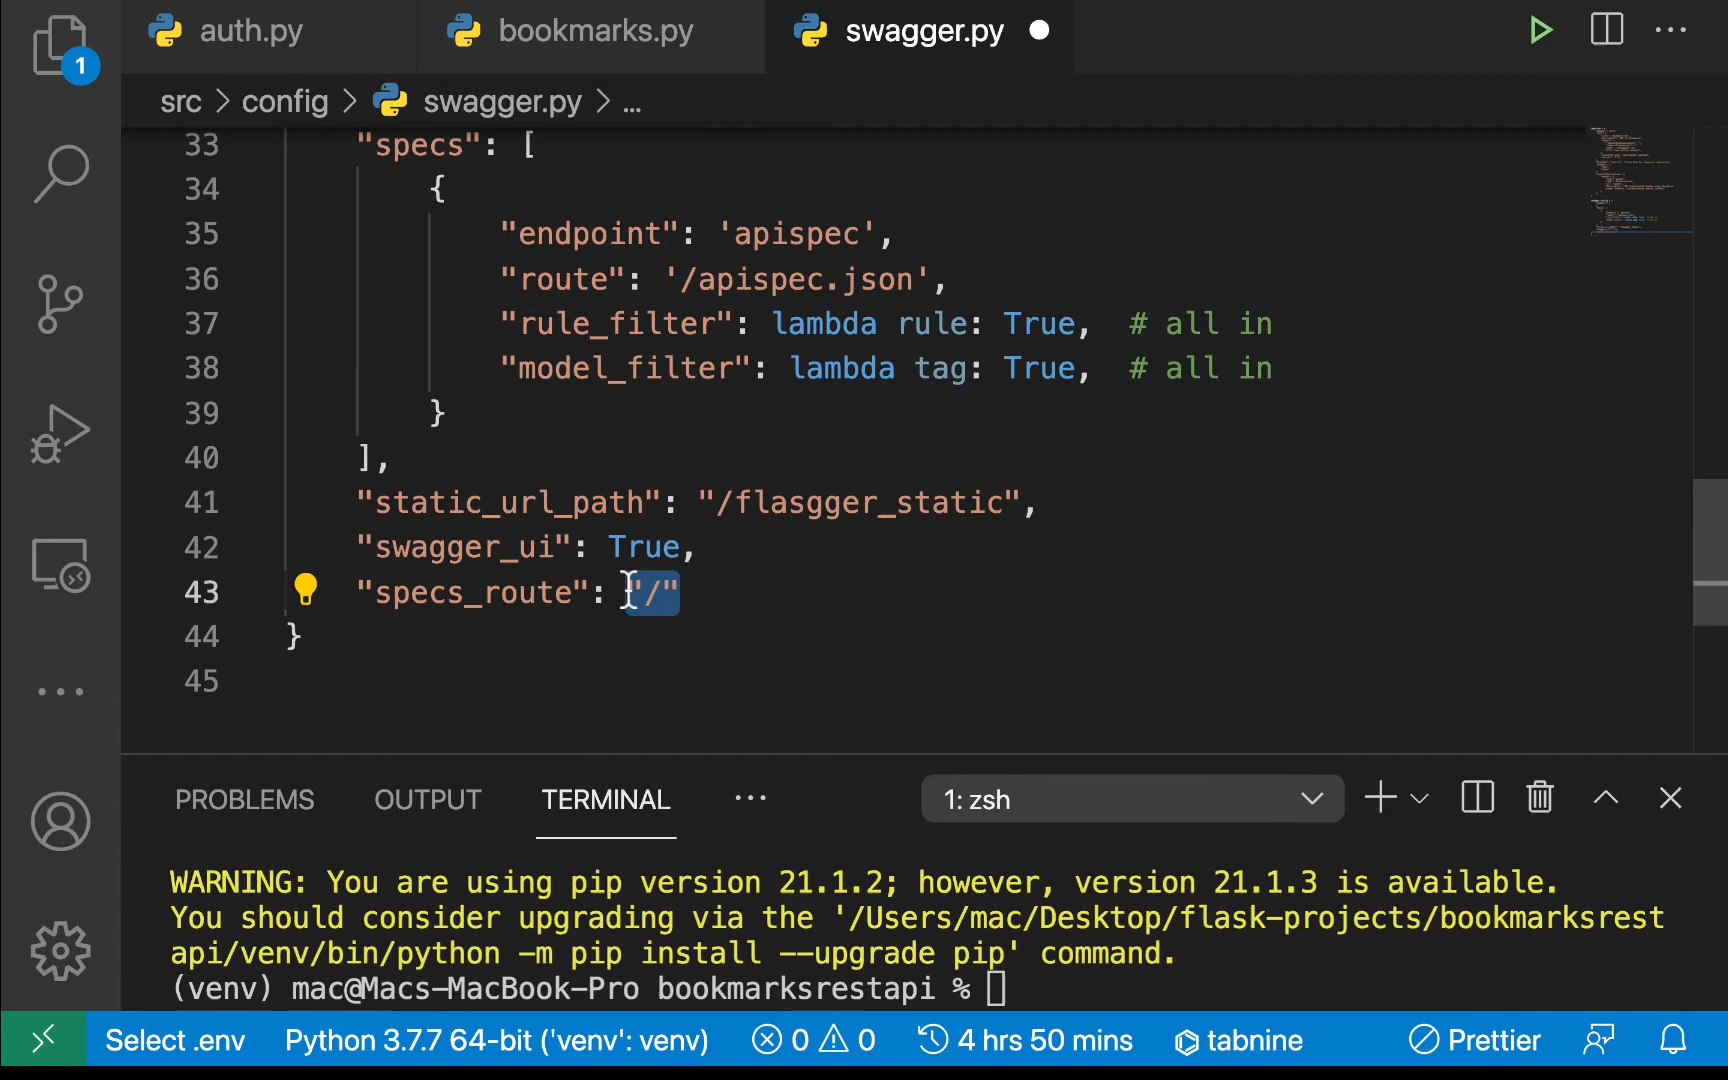 auth.py bookmarks.py swagger.py
1
src > config > swagger.py > ...
33 "specs": [
34 {
35 "endpoint": 'apispec',
36 "route": '/apispec.json',
37 "rule_filter": lambda rule: True, # all in
38 "model_filter": lambda tag: True, # all in
39 }
40 ],
41 "static_url_path": "/flasgger_static",
42 "swagger_ui": True,
43 "specs_route": "/"
44 }
45
PROBLEMS OUTPUT TERMINAL ... 1: zsh
WARNING: You are using pip version 21.1.2; however, version 21.1.3 is available.
You should consider upgrading via the '/Users/mac/Desktop/flask-projects/bookmarksrest
api/venv/bin/python -m pip install --upgrade pip' command.
(venv) mac@Macs-MacBook-Pro bookmarksrestapi %
Select .env Python 3.7.7 64-bit ('venv': venv) 0 0 4 hrs 50 mins tabnine Prettier